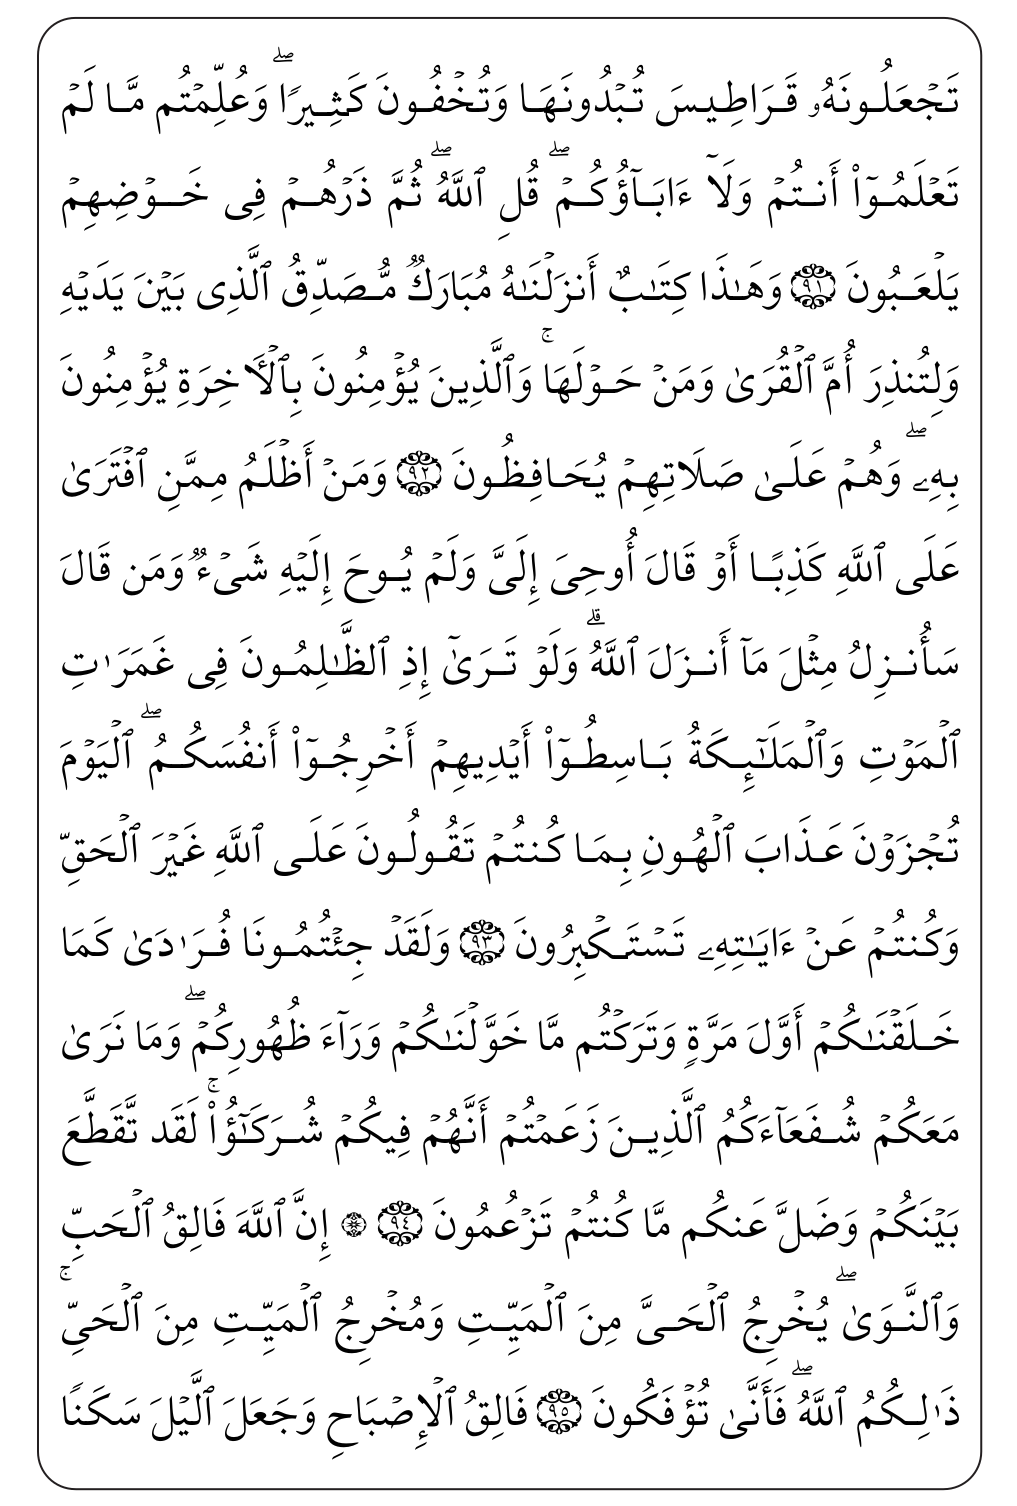 تَجۡعَلُونَهُۥ قَرَاطِيسَ تُبۡدُونَهَا وَتُخۡفُونَ كَثِيرٗاۖ وَعُلِّمۡتُم مَّا لَمۡ
تَعۡلَمُوٓاْ أَنتُمۡ وَلَآ ءَابَآؤُكُمۡۖ قُلِ ٱللَّهُۖ ثُمَّ ذَرۡهُمۡ فِي خَوۡضِهِمۡ
يَلۡعَبُونَ ٩١ وَهَٰذَا كِتَٰبٌ أَنزَلۡنَٰهُ مُبَارَكٞ مُّصَدِّقُ ٱلَّذِي بَيۡنَ يَدَيۡهِ
وَلِتُنذِرَ أُمَّ ٱلۡقُرَىٰ وَمَنۡ حَوۡلَهَاۚ وَٱلَّذِينَ يُؤۡمِنُونَ بِٱلۡأٓخِرَةِ يُؤۡمِنُونَ
بِهِۦۖ وَهُمۡ عَلَىٰ صَلَاتِهِمۡ يُحَافِظُونَ ٩٢ وَمَنۡ أَظۡلَمُ مِمَّنِ ٱفۡتَرَىٰ
عَلَى ٱللَّهِ كَذِبًا أَوۡ قَالَ أُوحِيَ إِلَيَّ وَلَمۡ يُوحَ إِلَيۡهِ شَيۡءٞ وَمَن قَالَ
سَأُنزِلُ مِثۡلَ مَآ أَنزَلَ ٱللَّهُۗ وَلَوۡ تَرَىٰٓ إِذِ ٱلظَّٰلِمُونَ فِي غَمَرَٰتِ
ٱلۡمَوۡتِ وَٱلۡمَلَٰٓئِكَةُ بَاسِطُوٓاْ أَيۡدِيهِمۡ أَخۡرِجُوٓاْ أَنفُسَكُمُۖ ٱلۡيَوۡمَ
تُجۡزَوۡنَ عَذَابَ ٱلۡهُونِ بِمَا كُنتُمۡ تَقُولُونَ عَلَى ٱللَّهِ غَيۡرَ ٱلۡحَقِّ
وَكُنتُمۡ عَنۡ ءَايَٰتِهِۦ تَسۡتَكۡبِرُونَ ٩٣ وَلَقَدۡ جِئۡتُمُونَا فُرَٰدَىٰ كَمَا
خَلَقۡنَٰكُمۡ أَوَّلَ مَرَّةٖ وَتَرَكۡتُم مَّا خَوَّلۡنَٰكُمۡ وَرَآءَ ظُهُورِكُمۡۖ وَمَا نَرَىٰ
مَعَكُمۡ شُفَعَآءَكُمُ ٱلَّذِينَ زَعَمۡتُمۡ أَنَّهُمۡ فِيكُمۡ شُرَكَٰٓؤُاْۚ لَقَد تَّقَطَّعَ
بَيۡنَكُمۡ وَضَلَّ عَنكُم مَّا كُنتُمۡ تَزۡعُمُونَ ٩٤ ۞ إِنَّ ٱللَّهَ فَالِقُ ٱلۡحَبِّ
وَٱلنَّوَىٰۖ يُخۡرِجُ ٱلۡحَيَّ مِنَ ٱلۡمَيِّتِ وَمُخۡرِجُ ٱلۡمَيِّتِ مِنَ ٱلۡحَيِّۚ
ذَٰلِكُمُ ٱللَّهُۖ فَأَنَّىٰ تُؤۡفَكُونَ ٩٥ فَالِقُ ٱلۡإِصۡبَاحِ وَجَعَلَ ٱلَّيۡلَ سَكَنٗا